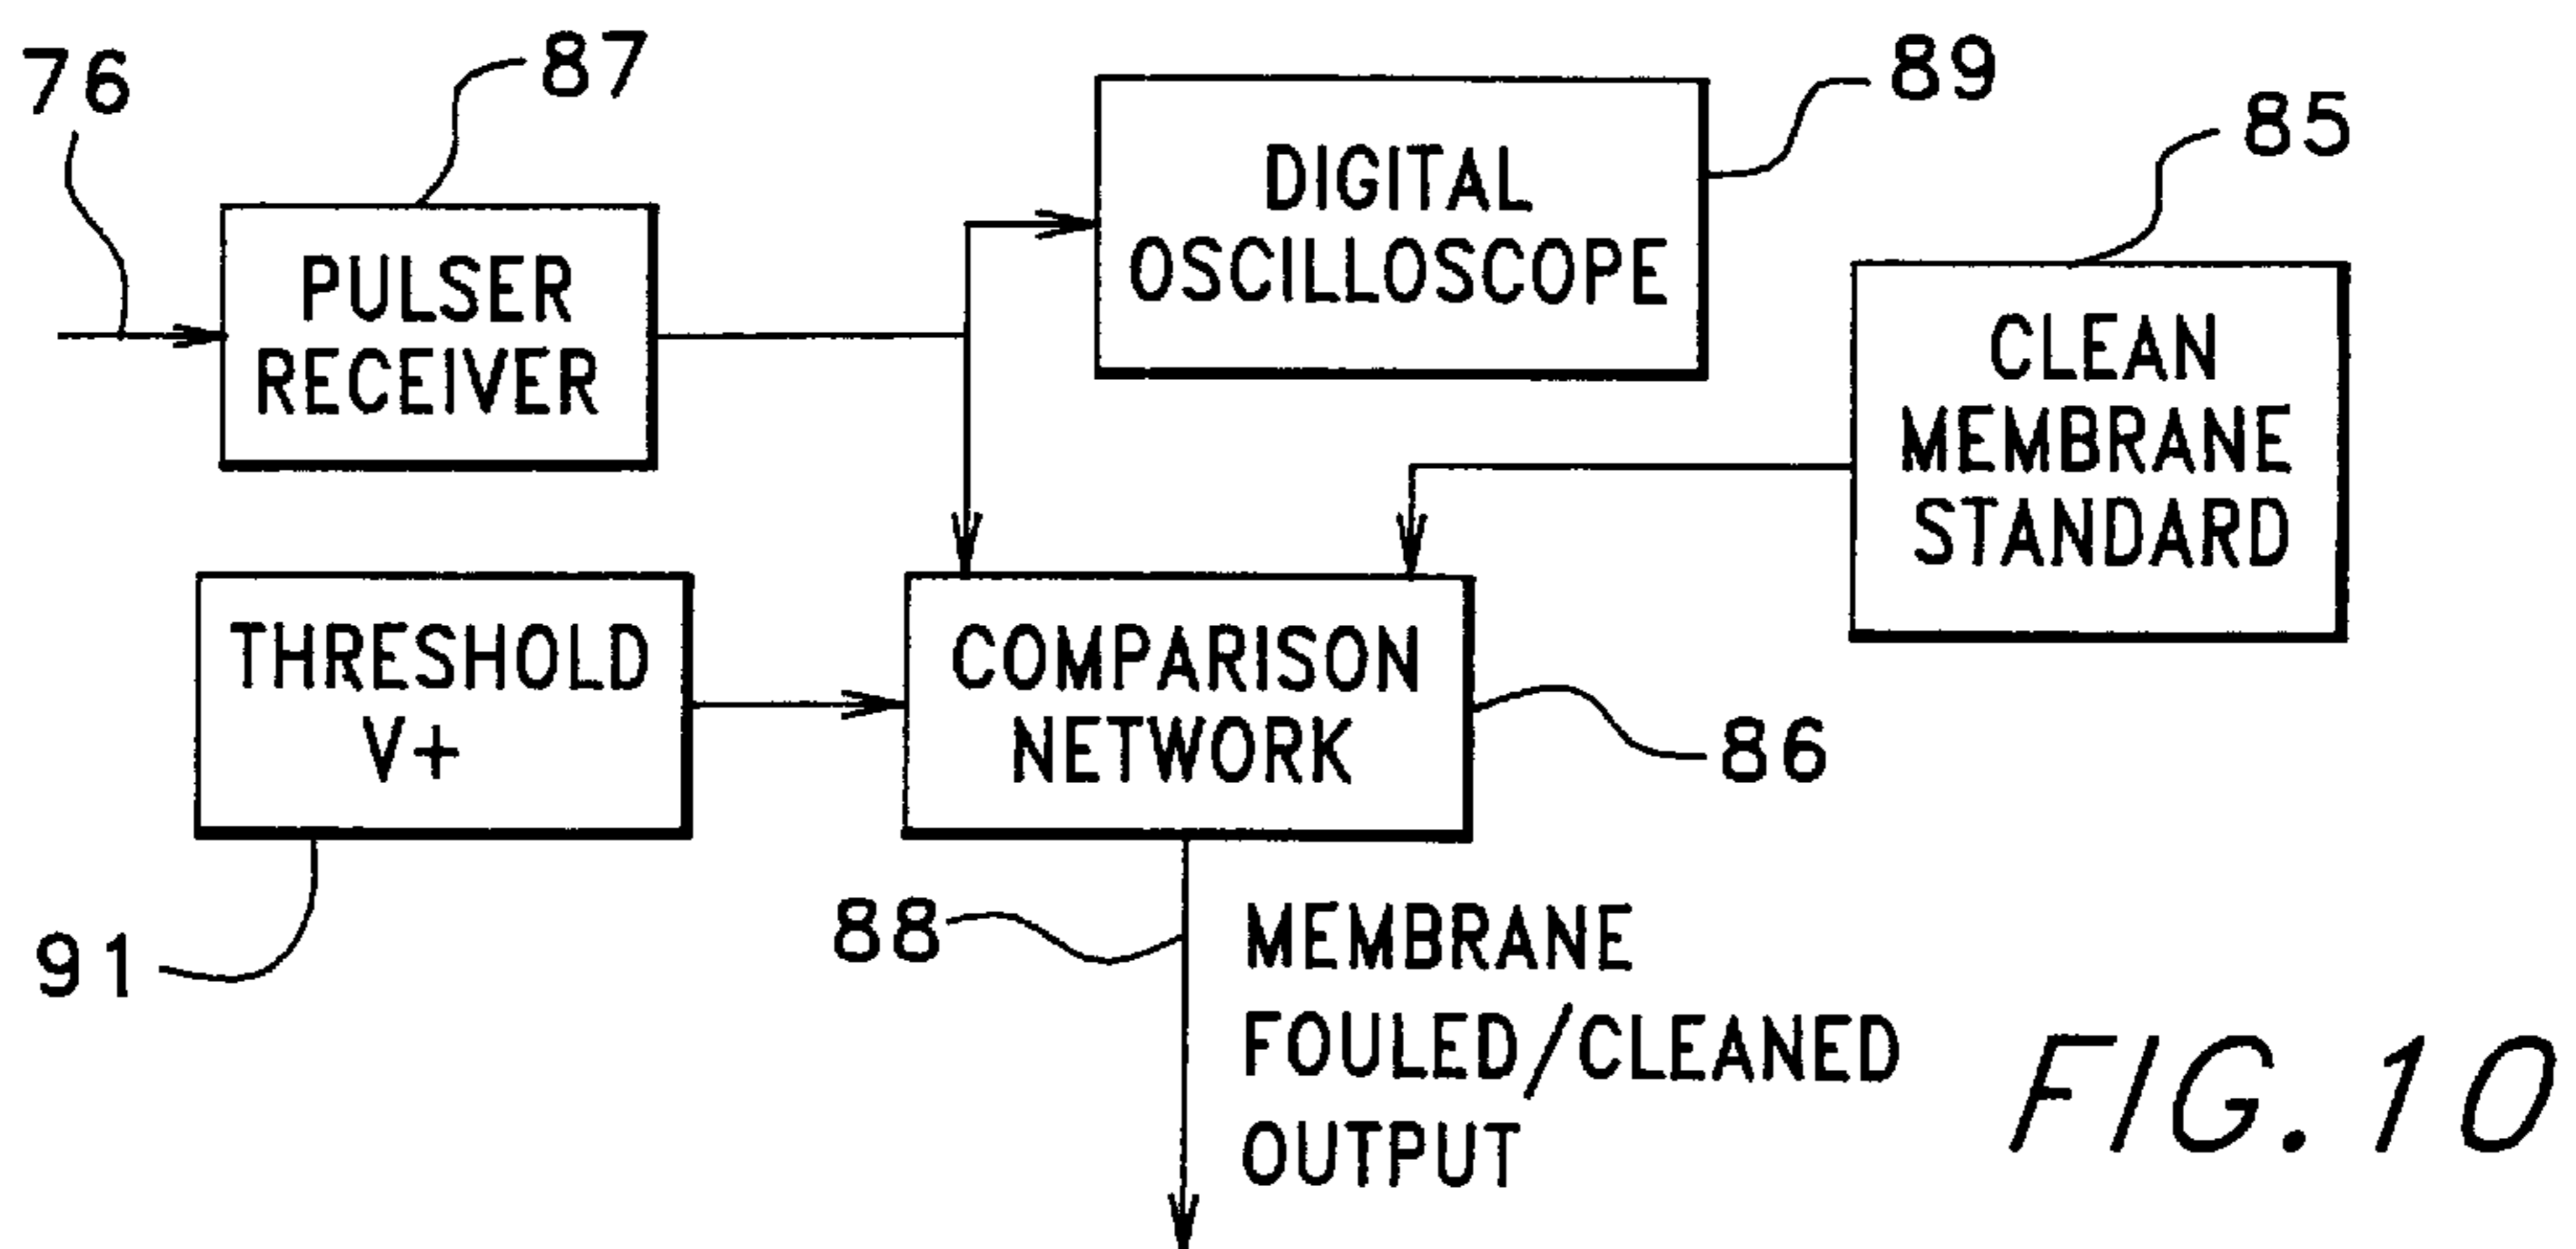 76
87
89
85
PULSER
RECEIVER
DIGITAL
OSCILLOSCOPE
CLEAN
MEMBRANE
STANDARD
THRESHOLD
V+
COMPARISON
NETWORK
86
91
88
MEMBRANE
FOULED/CLEANED
OUTPUT
FIG. 10